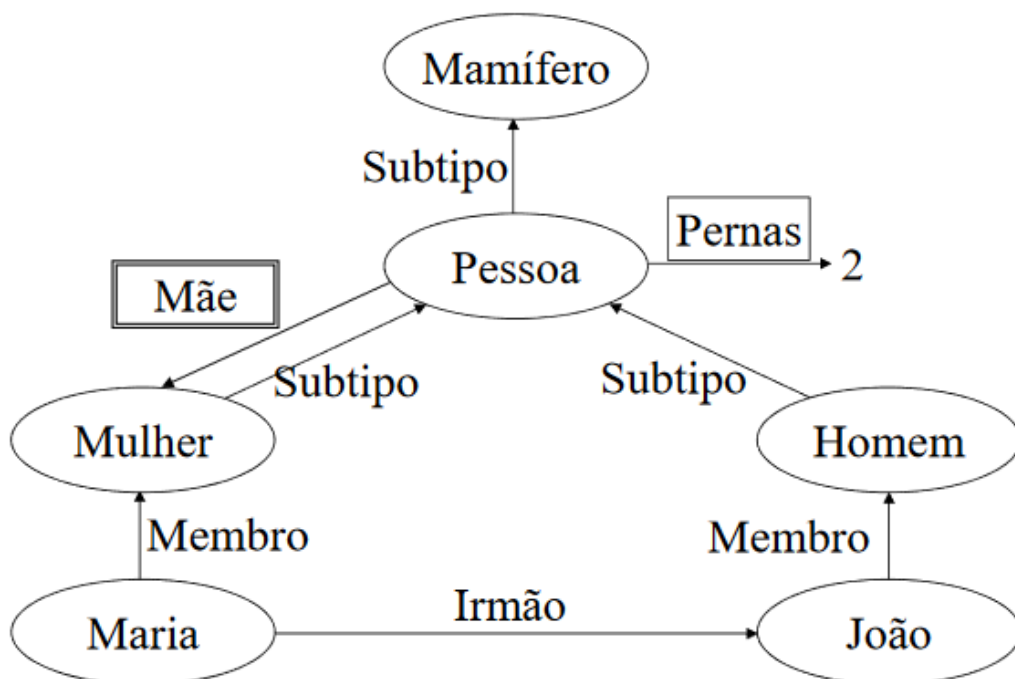 Mamífero
Subtipo
Pernas
Pessoa
2
Mãe
Subtipo
Subtipo
Mulher
Homem
Membro
Membro
Irmão
Maria
João